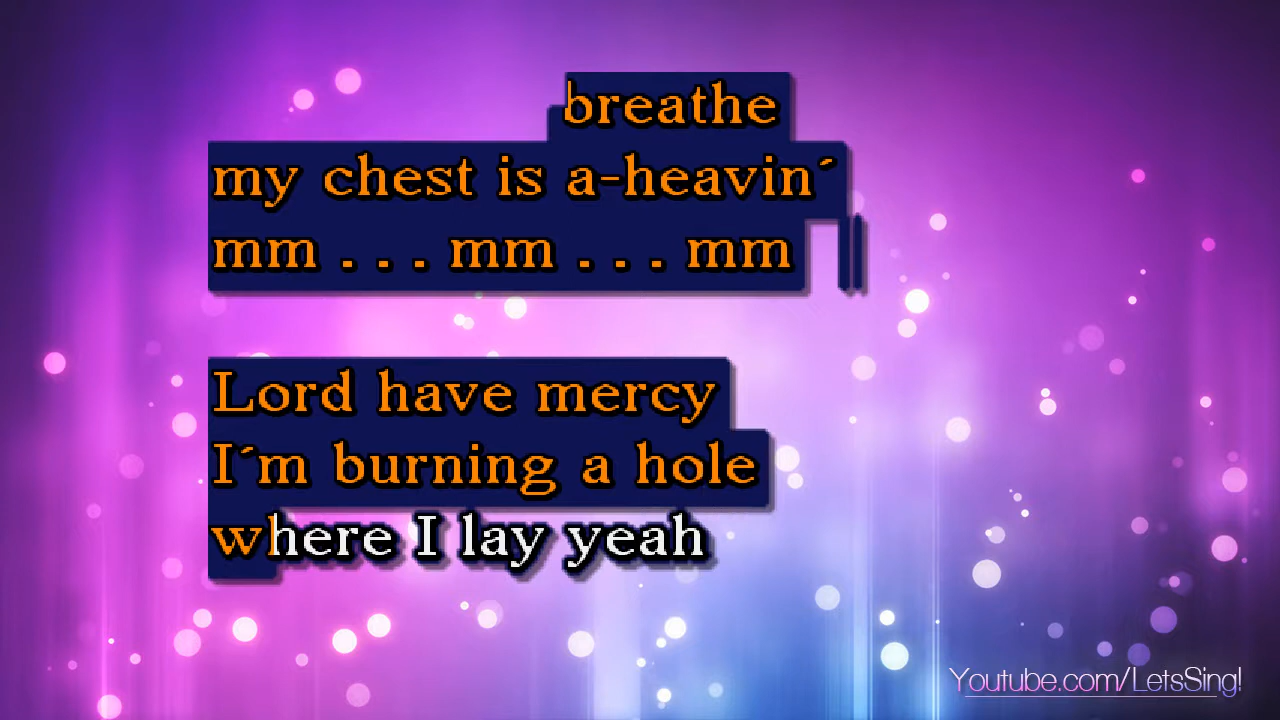 breathe
my chest is a-heavin´
mm . . . mm . . . mm
Lord have mercy
I´m burning a hole
where I lay yeah
Youtube.com/LetsSing!